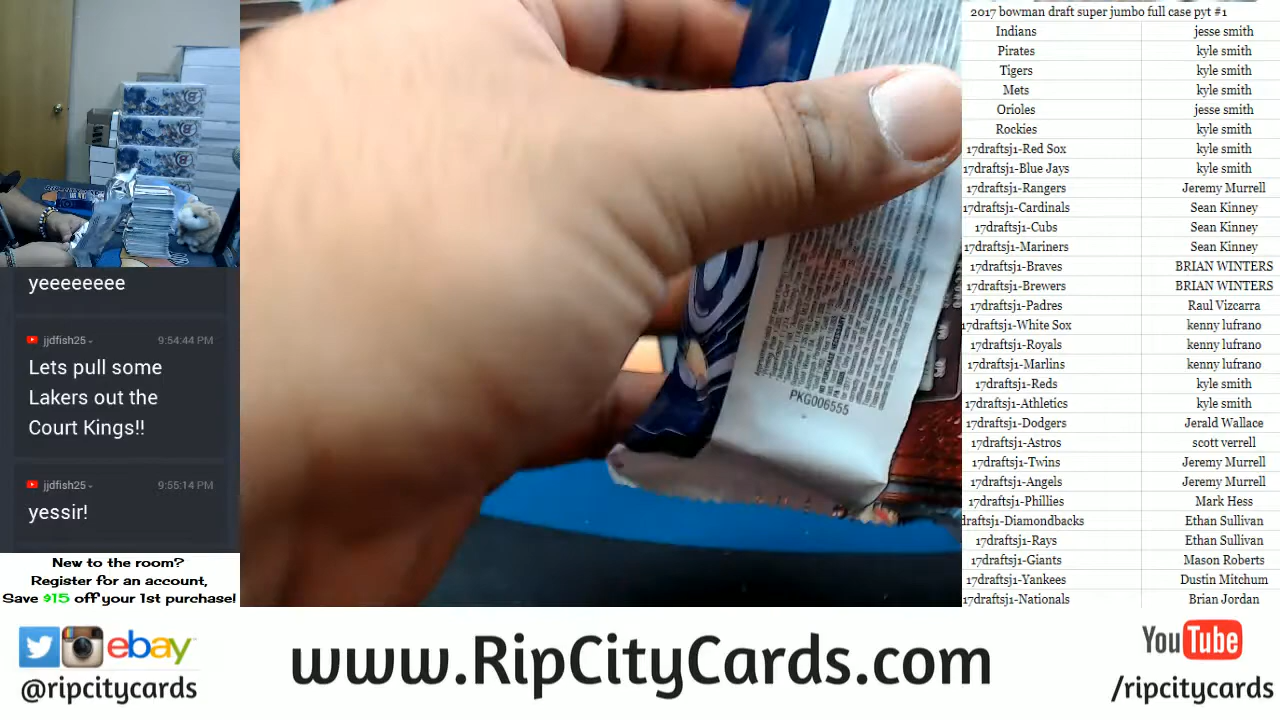 yeeeeeeee
jjdfish25 9:54:44 PM
Lets pull some
Lakers out the
Court Kings!!
jjdfish25 9:55:14 PM
yessir!
New to the room?
Register for an account,
Save $15 off your 1st purchase!
PKG006555
2017 bowman draft super jumbo full case pyt #1
Indians jesse smith
Pirates kyle smith
Tigers kyle smith
Mets kyle smith
Orioles jesse smith
Rockies kyle smith
17draftsj1-Red Sox kyle smith
17draftsj1-Blue Jays kyle smith
17draftsj1-Rangers Jeremy Murrell
17draftsj1-Cardinals Sean Kinney
17draftsj1-Cubs Sean Kinney
17draftsj1-Mariners Sean Kinney
17draftsj1-Braves BRIAN WINTERS
17draftsj1-Brewers BRIAN WINTERS
17draftsj1-Padres Raul Vizcarra
17draftsj1-White Sox kenny lufrano
17draftsj1-Royals kenny lufrano
17draftsj1-Marlins kenny lufrano
17draftsj1-Reds kyle smith
17draftsj1-Athletics kyle smith
17draftsj1-Dodgers Jerald Wallace
17draftsj1-Astros scott verrell
17draftsj1-Twins Jeremy Murrell
17draftsj1-Angels Jeremy Murrell
17draftsj1-Phillies Mark Hess
draftsj1-Diamondbacks Ethan Sullivan
17draftsj1-Rays Ethan Sullivan
17draftsj1-Giants Mason Roberts
17draftsj1-Yankees Dustin Mitchum
17draftsj1-Nationals Brian Jordan
ebay
@ripcitycards
www.RipCityCards.com
YouTube
/ripcitycards